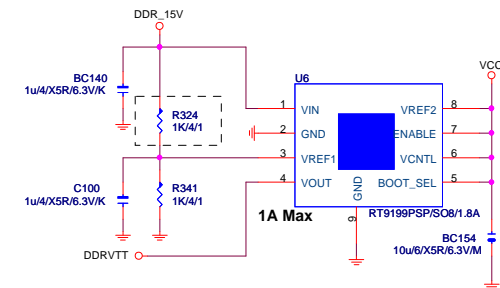 DDR_15V
BC140
1u/4/X5R/6.3V/K
R324
1K/4/1
C100
1u/4/X5R/6.3V/K
R341
1K/4/1
DDRVTT
U6
1 VIN VREF2 8
2 GND ENABLE 7
3 VREF1 VCNTL 6
4 VOUT BOOT_SEL 5
GND
9
1A Max
RT9199PSP/SO8/1.8A
VCC
BC154
10u/6/X5R/6.3V/M